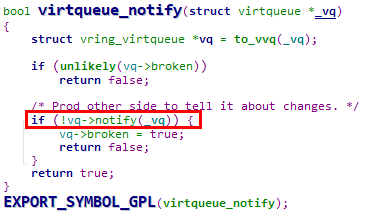 bool virtqueue_notify(struct virtqueue *_vq)
{
    struct vring_virtqueue *vq = to_vvq(_vq);

    if (unlikely(vq->broken))
        return false;

    /* Prod other side to tell it about changes. */
    if (!vq->notify(_vq)) {
        vq->broken = true;
        return false;
    }
    return true;
}
EXPORT_SYMBOL_GPL(virtqueue_notify);